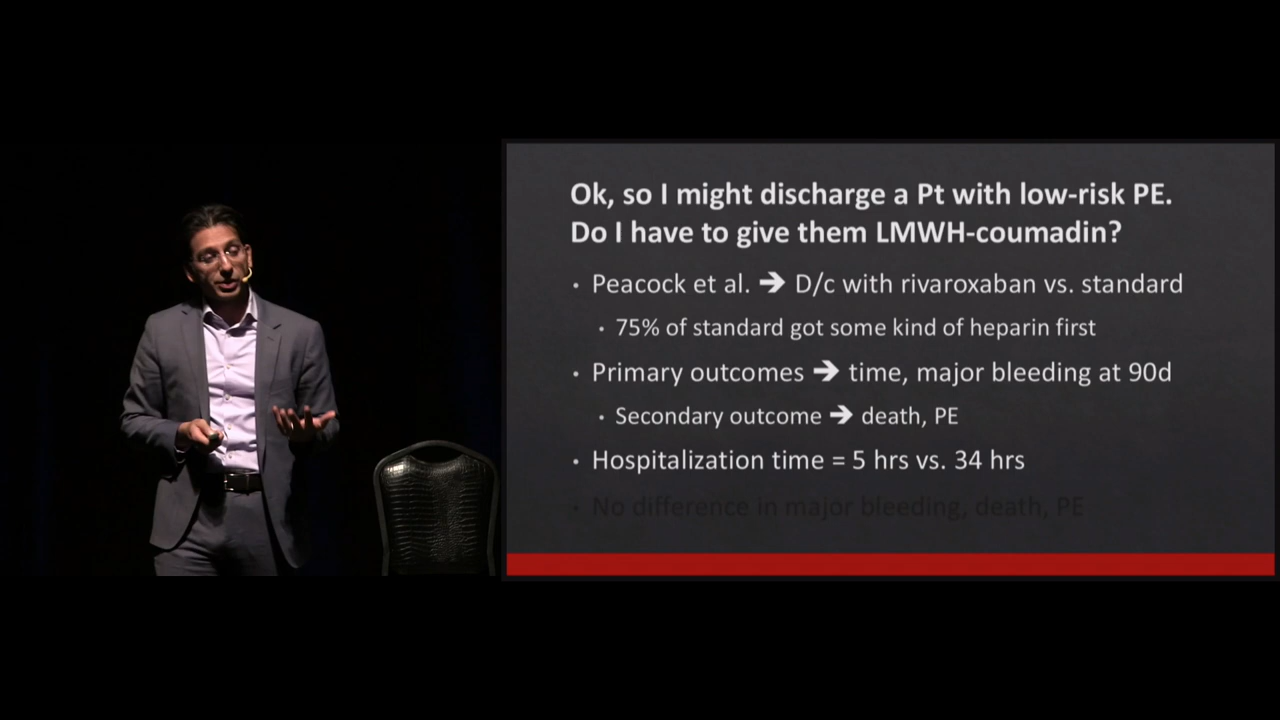 Ok, so I might discharge a Pt with low-risk PE.
Do I have to give them LMWH-coumadin?
• Peacock et al. ➔ D/c with rivaroxaban vs. standard
• 75% of standard got some kind of heparin first
• Primary outcomes ➔ time, major bleeding at 90d
• Secondary outcome ➔ death, PE
• Hospitalization time = 5 hrs vs. 34 hrs
• No difference in major bleeding, death, PE